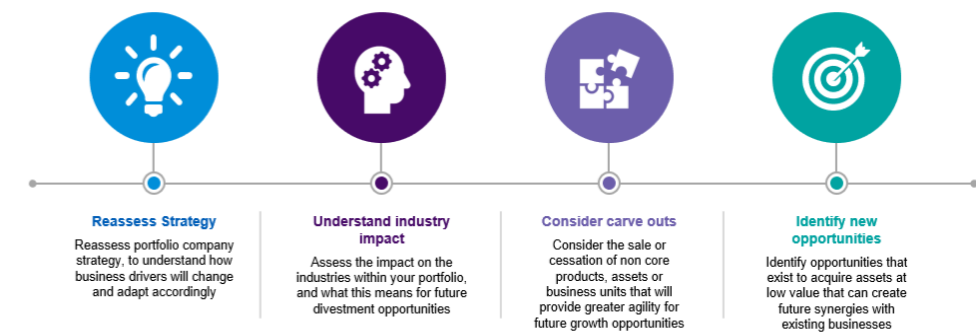 Reassess Strategy
Reassess portfolio company
strategy, to understand how
business drivers will change
and adapt accordingly
Understand industry
impact
Assess the impact on the
industries within your portfolio,
and what this means for future
divestment opportunities
Consider carve outs
Consider the sale or
cessation of non core
products, assets or
business units that will
provide greater agility for
future growth opportunities
Identify new
opportunities
Identify opportunities that
exist to acquire assets at
low value that can create
future synergies with
existing businesses